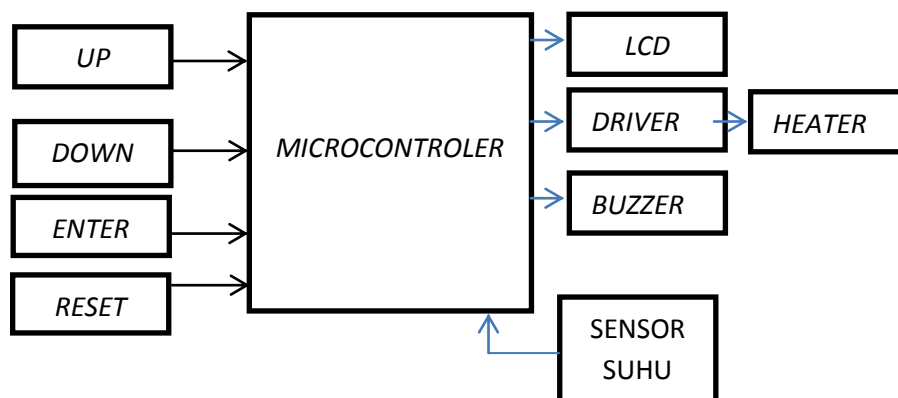 UP
DOWN
ENTER
RESET
MICROCONTROLER
LCD
DRIVER
HEATER
BUZZER
SENSOR
SUHU